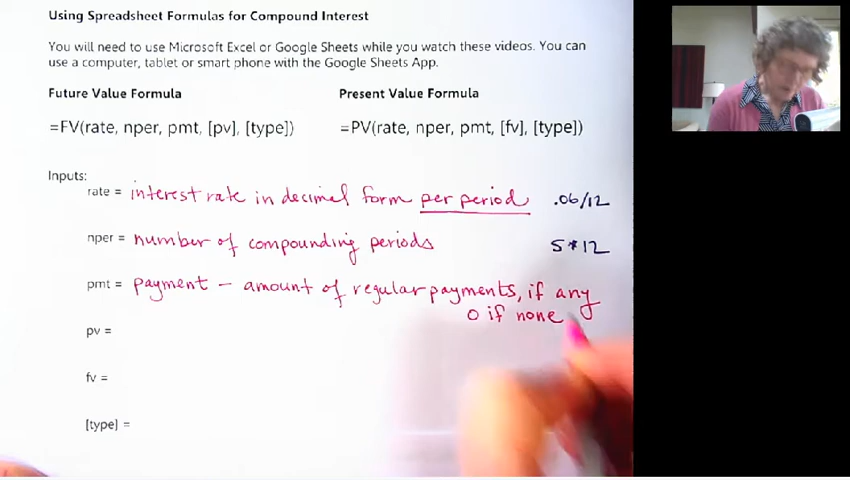 Using Spreadsheet Formulas for Compound Interest
You will need to use Microsoft Excel or Google Sheets while you watch these videos. You can
use a computer, tablet or smart phone with the Google Sheets App.
Future Value Formula
Present Value Formula
=FV(rate, nper, pmt, [pv], [type])
=PV(rate, nper, pmt, [fv], [type])
Inputs:
rate = interest rate in decimal form per period .06/12
nper = number of compounding periods 5*12
pmt = payment – amount of regular payments, if any
0 if none
pv =
fv =
[type] =